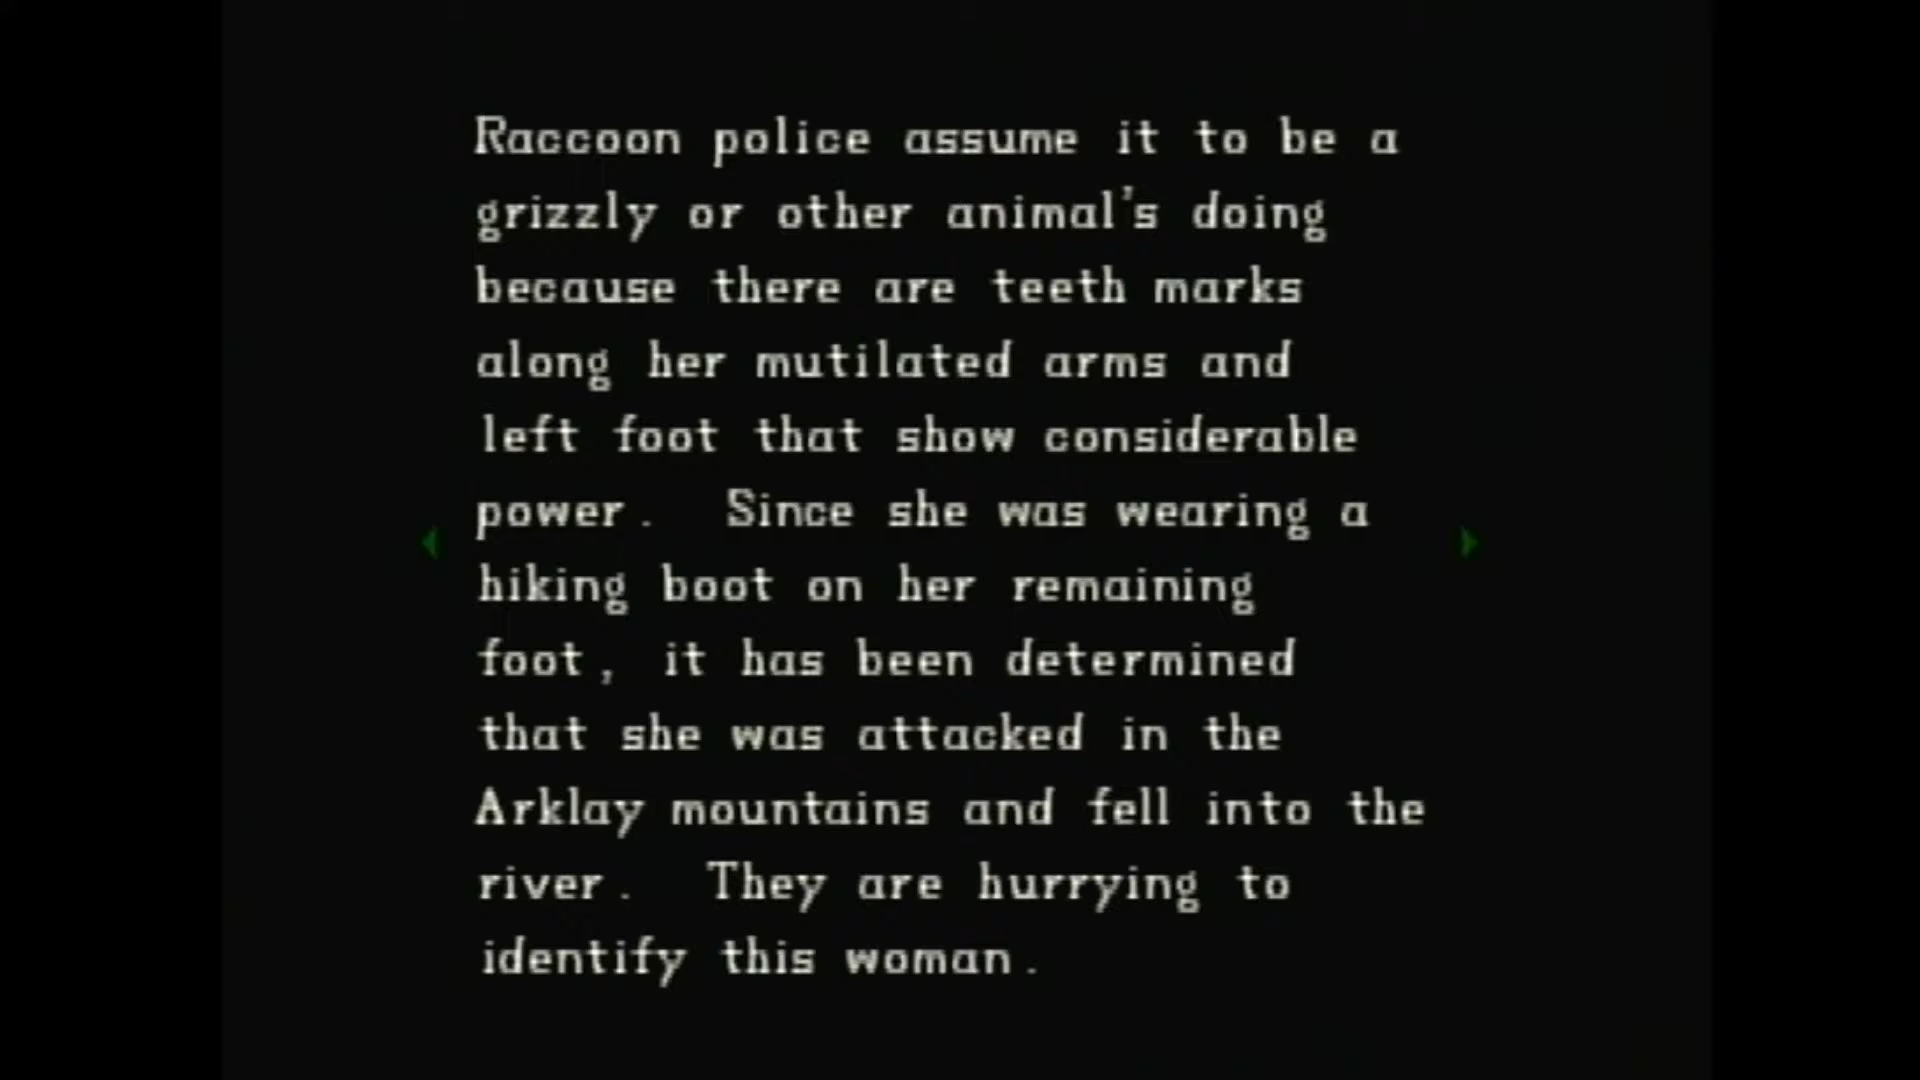 Raccoon police assume it to be a
grizzly or other animal's doing
because there are teeth marks
along her mutilated arms and
left foot that show considerable
power. Since she was wearing a
hiking boot on her remaining
foot, it has been determined
that she was attacked in the
Arklay mountains and fell into the
river. They are hurrying to
identify this woman.